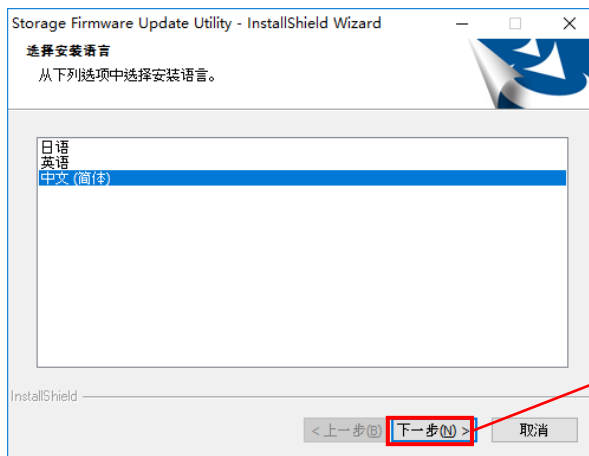 Storage Firmware Update Utility - InstallShield Wizard
选择安装语言
从下列选项中选择安装语言。
日语
英语
中文 (简体)
InstallShield
< 上一步(B) 下一步(N) > 取消